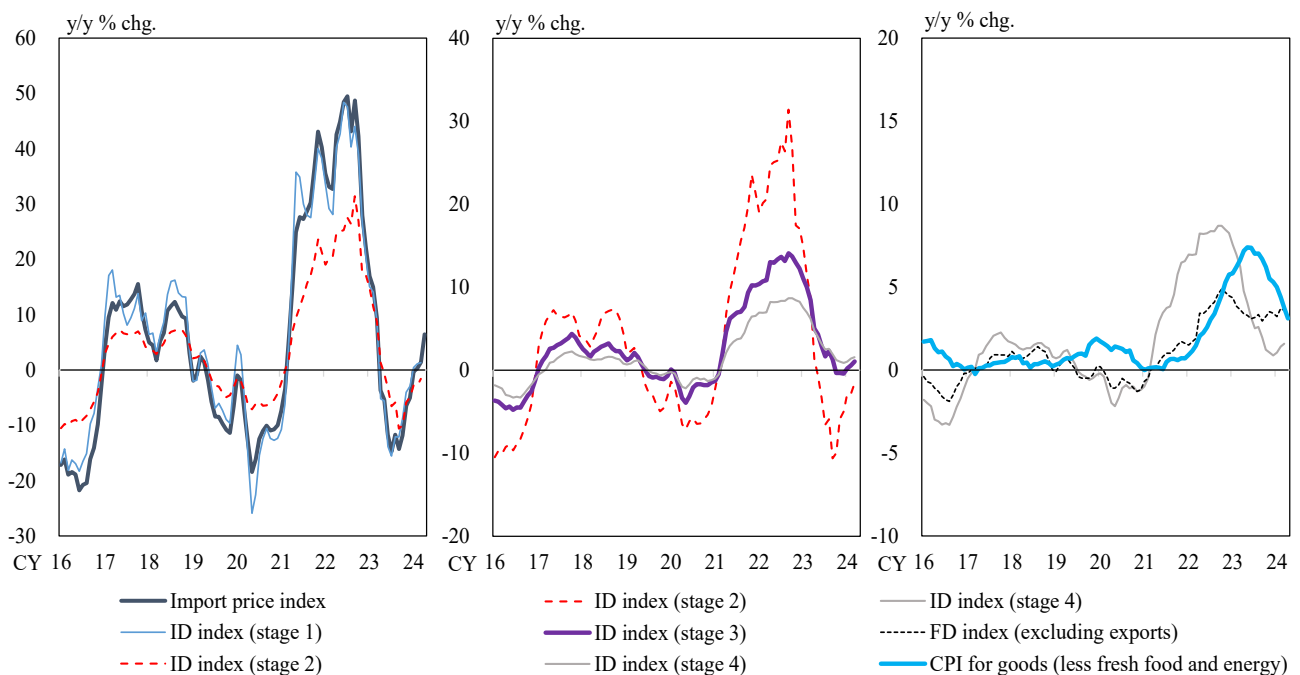 y/y % chg.
60
50
40
30
20
10
0
-10
-20
-30
CY 16 17 18 19 20 21 22 23 24
Import price index
ID index (stage 1)
ID index (stage 2)
y/y % chg.
40
30
20
10
0
-10
-20
CY 16 17 18 19 20 21 22 23 24
ID index (stage 2)
ID index (stage 3)
ID index (stage 4)
y/y % chg.
20
15
10
5
0
-5
-10
CY 16 17 18 19 20 21 22 23 24
ID index (stage 4)
FD index (excluding exports)
CPI for goods (less fresh food and energy)